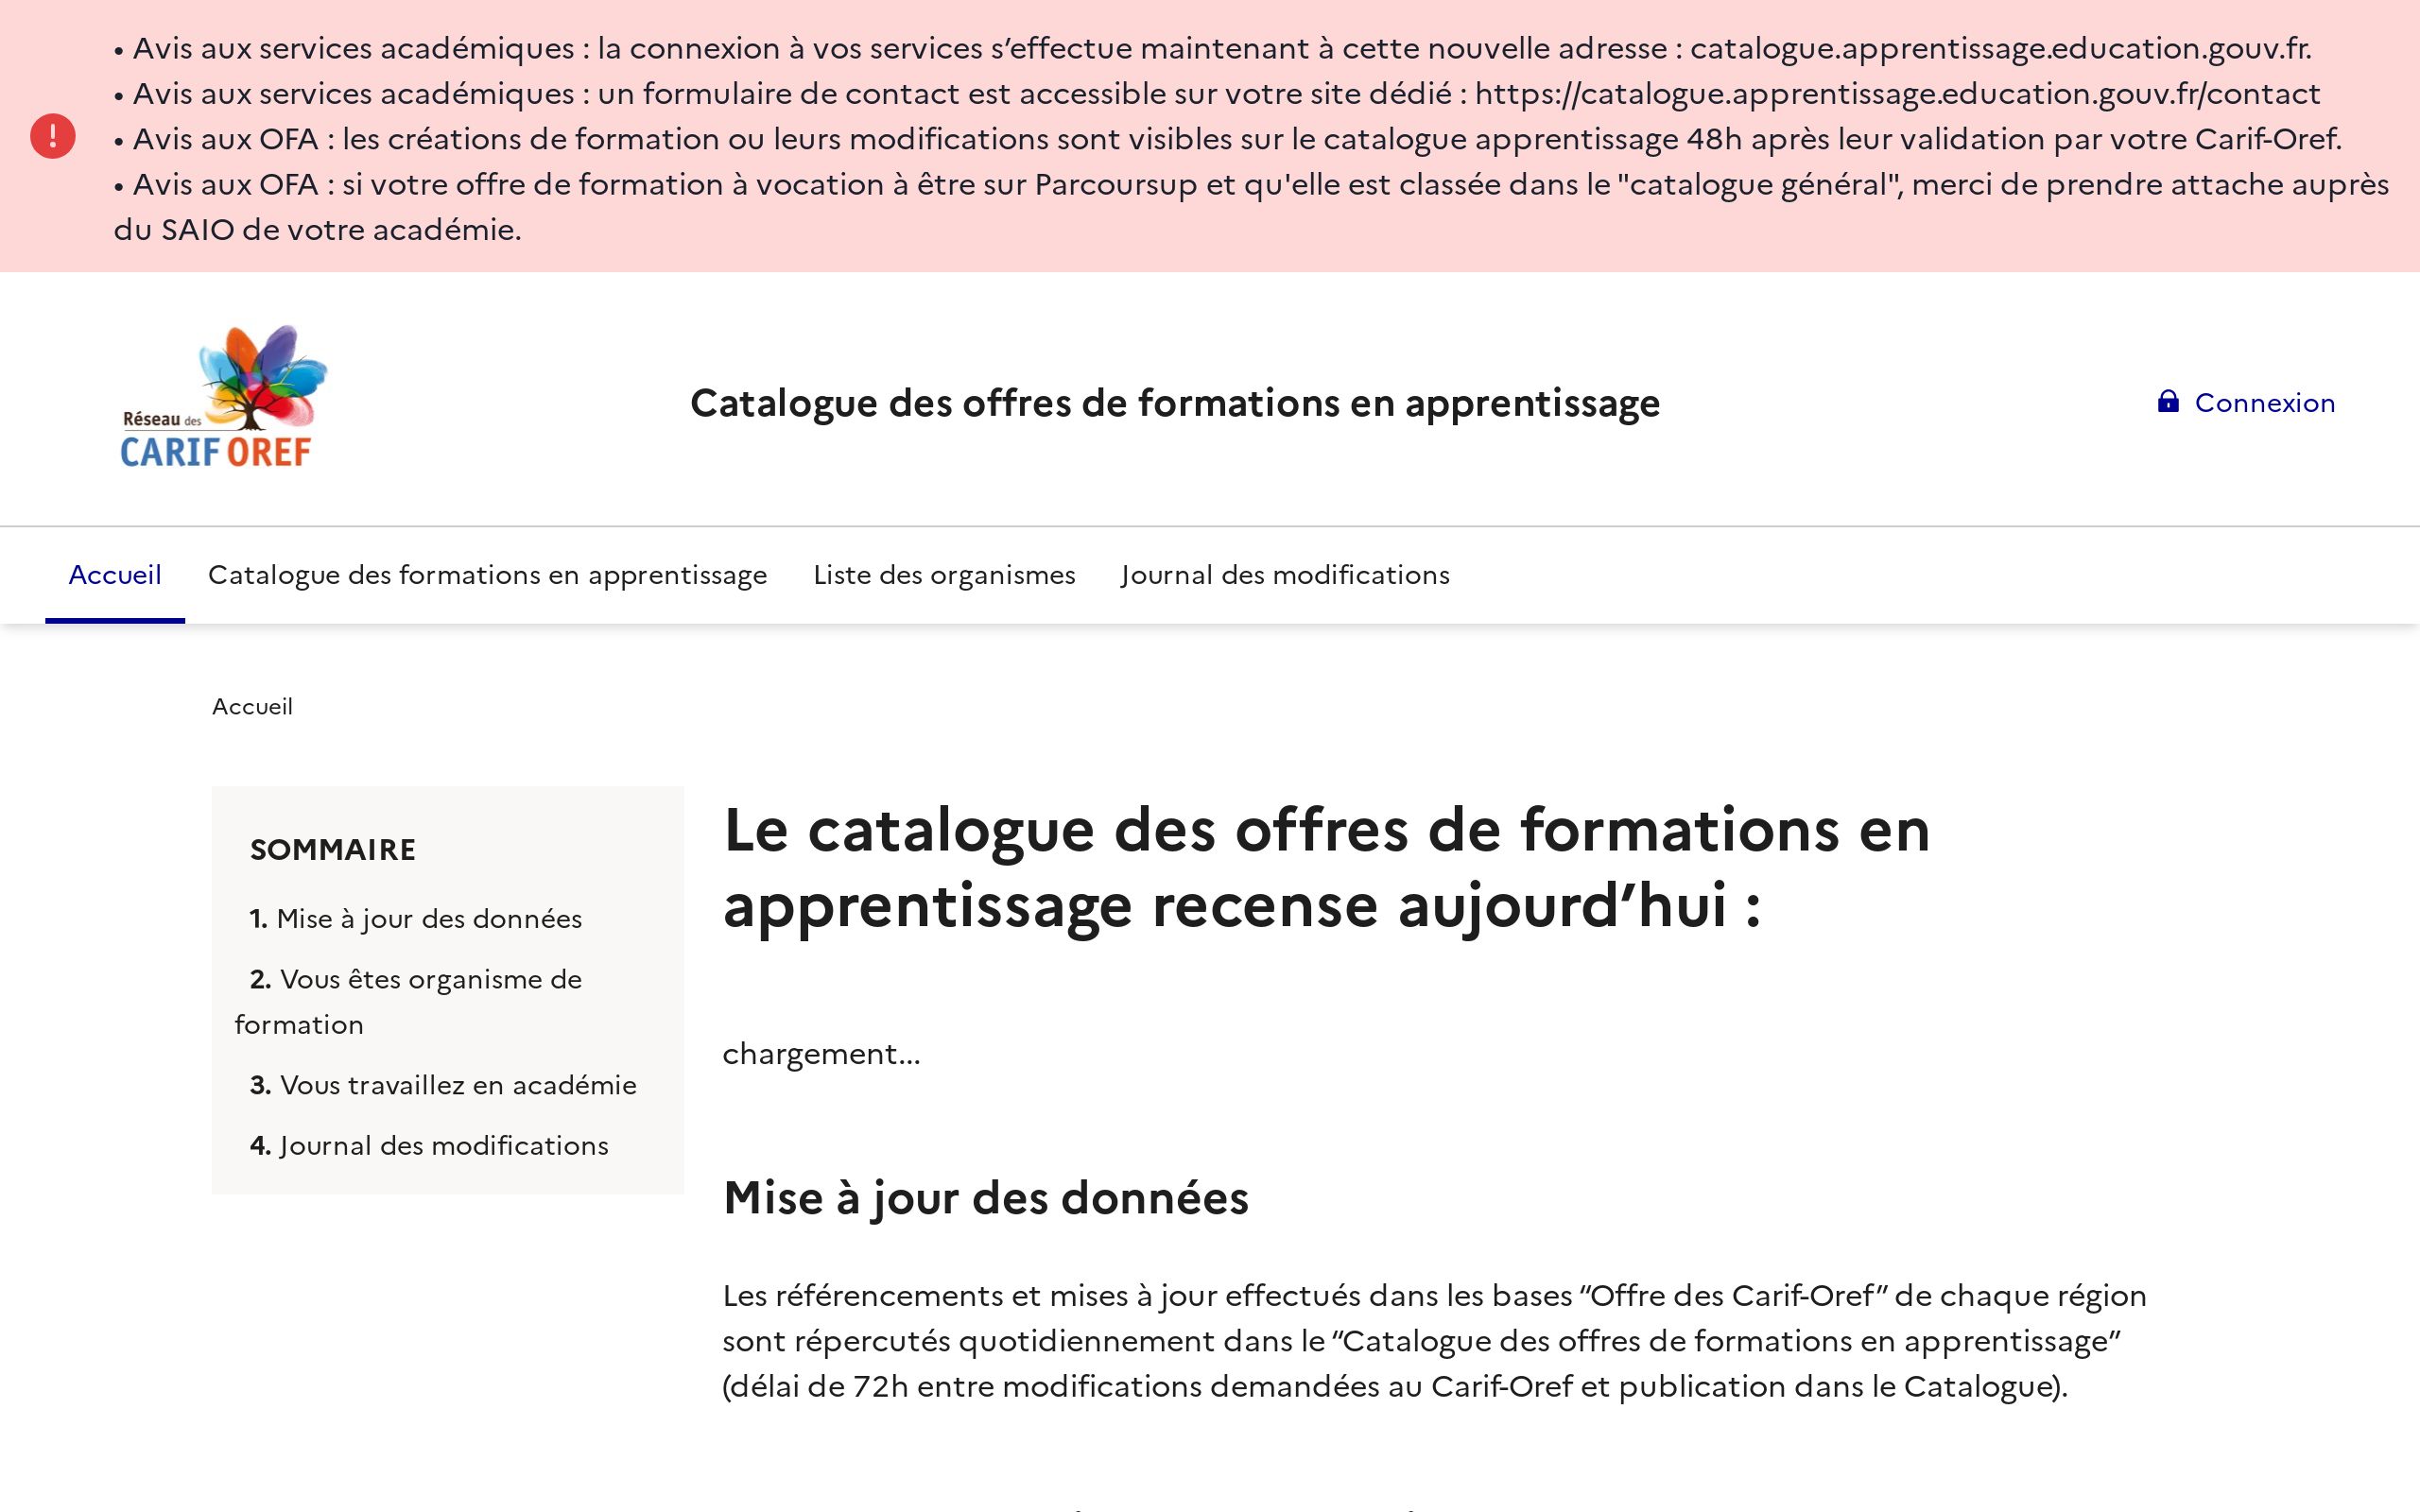 • Avis aux services académiques : la connexion à vos services s’effectue maintenant à cette nouvelle adresse : catalogue.apprentissage.education.gouv.fr.
• Avis aux services académiques : un formulaire de contact est accessible sur votre site dédié : https://catalogue.apprentissage.education.gouv.fr/contact
• Avis aux OFA : les créations de formation ou leurs modifications sont visibles sur le catalogue apprentissage 48h après leur validation par votre Carif-Oref.
• Avis aux OFA : si votre offre de formation à vocation à être sur Parcoursup et qu'elle est classée dans le "catalogue général", merci de prendre attache auprès
du SAIO de votre académie.
Réseau des
CARIF OREF
Catalogue des offres de formations en apprentissage
Connexion
Accueil
Catalogue des formations en apprentissage
Liste des organismes
Journal des modifications
Accueil
SOMMAIRE
1. Mise à jour des données
2. Vous êtes organisme de
formation
3. Vous travaillez en académie
4. Journal des modifications
Le catalogue des offres de formations en
apprentissage recense aujourd’hui :
chargement...
Mise à jour des données
Les référencements et mises à jour effectués dans les bases “Offre des Carif-Oref” de chaque région
sont répercutés quotidiennement dans le “Catalogue des offres de formations en apprentissage”
(délai de 72h entre modifications demandées au Carif-Oref et publication dans le Catalogue).